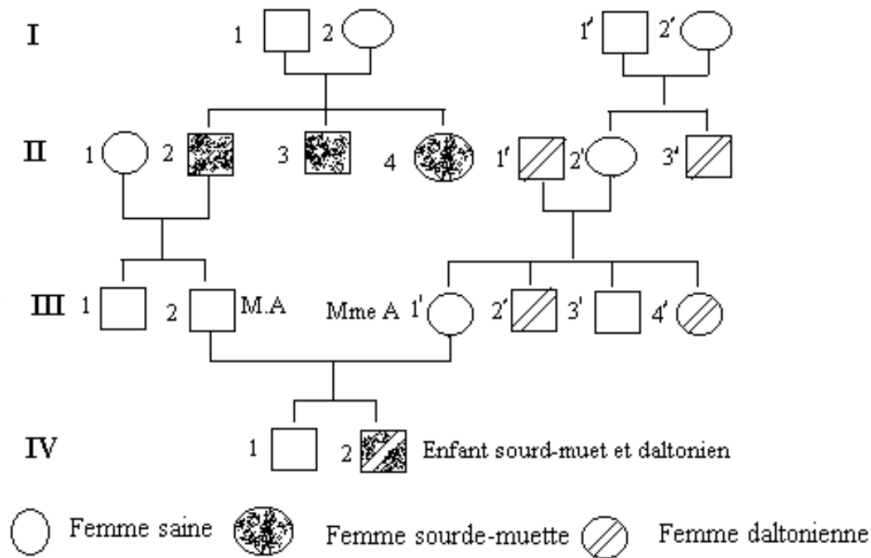 I 1 2 1' 2'
II 1 2 3 4 1' 2' 3'
III 1 2 M.A Mme A 1' 2' 3' 4'
IV 1 2 Enfant sourd-muet et daltonien
Femme saine Femme sourde-muette Femme daltonienne